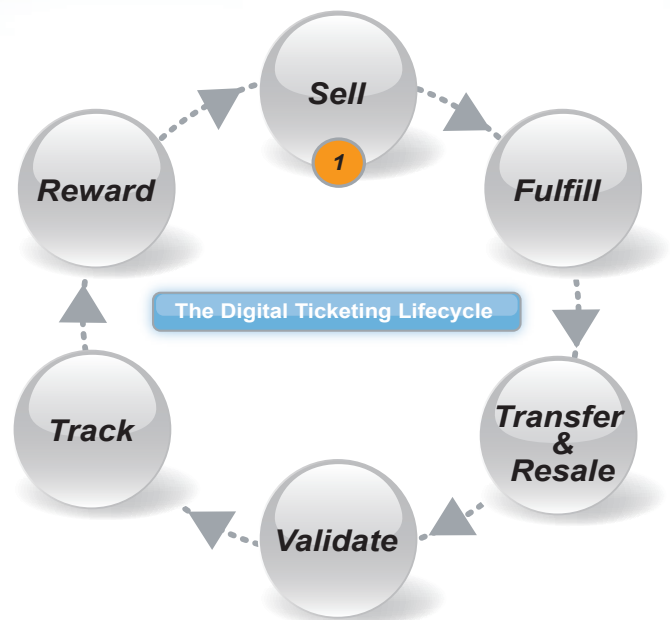 Sell
1
Fulfill
Transfer
&
Resale
Validate
Track
Reward
The Digital Ticketing Lifecycle